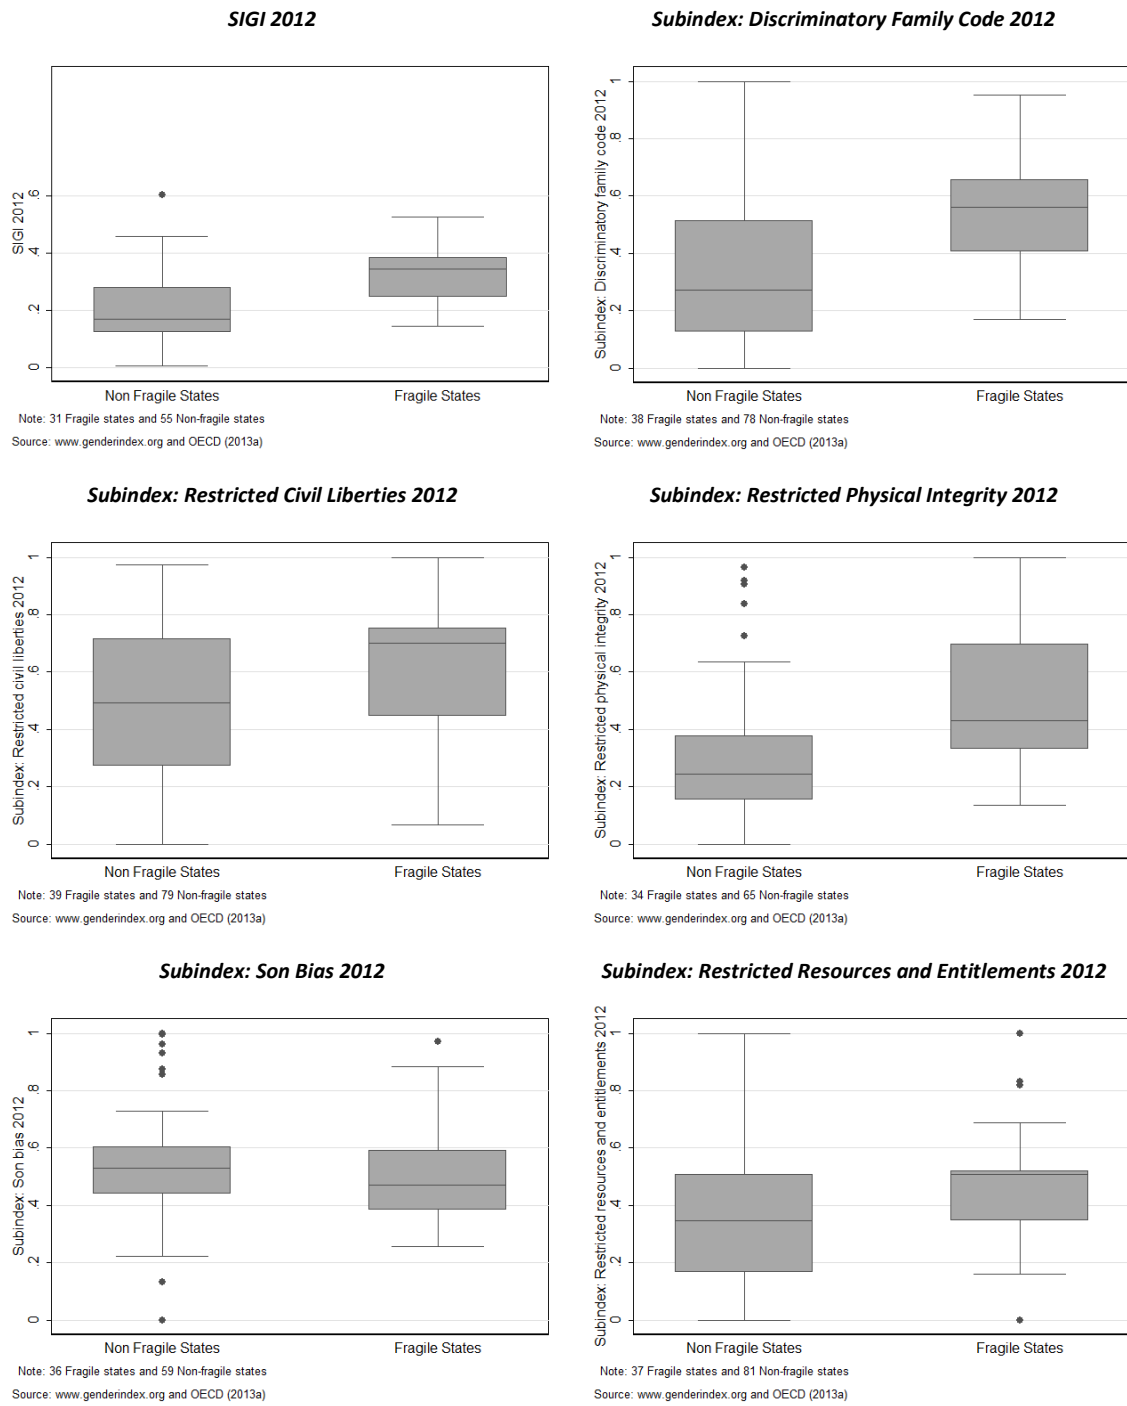 SIGI 2012
SIGI 2012
.6
.4
.2
0
Non Fragile States
Fragile States
Note: 31 Fragile states and 55 Non-fragile states
Source: www.genderindex.org and OECD (2013a)
Subindex: Discriminatory Family Code 2012
Subindex: Discriminatory family code 2012
1
.8
.6
.4
.2
0
Non Fragile States
Fragile States
Note: 38 Fragile states and 78 Non-fragile states
Source: www.genderindex.org and OECD (2013a)
Subindex: Restricted Civil Liberties 2012
Subindex: Restricted civil liberties 2012
1
.8
.6
.4
.2
0
Non Fragile States
Fragile States
Note: 39 Fragile states and 79 Non-fragile states
Source: www.genderindex.org and OECD (2013a)
Subindex: Restricted Physical Integrity 2012
Subindex: Restricted physical integrity 2012
1
.8
.6
.4
.2
0
Non Fragile States
Fragile States
Note: 34 Fragile states and 65 Non-fragile states
Source: www.genderindex.org and OECD (2013a)
Subindex: Son Bias 2012
Subindex: Son bias 2012
1
.8
.6
.4
.2
0
Non Fragile States
Fragile States
Note: 36 Fragile states and 59 Non-fragile states
Source: www.genderindex.org and OECD (2013a)
Subindex: Restricted Resources and Entitlements 2012
Subindex: Restricted resources and entitlements 2012
1
.8
.6
.4
.2
0
Non Fragile States
Fragile States
Note: 37 Fragile states and 81 Non-fragile states
Source: www.genderindex.org and OECD (2013a)